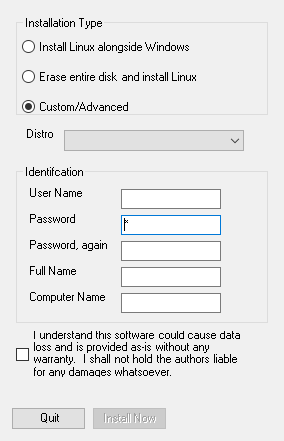 Installation Type
Install Linux alongside Windows
Erase entire disk and install Linux
Custom/Advanced
Distro
Identifcation
User Name
Password
*
Password, again
Full Name
Computer Name
I understand this software could cause data
loss and is provided as-is without any
warranty. I shall not hold the authors liable
for any damages whatsoever.
Quit
Install Now